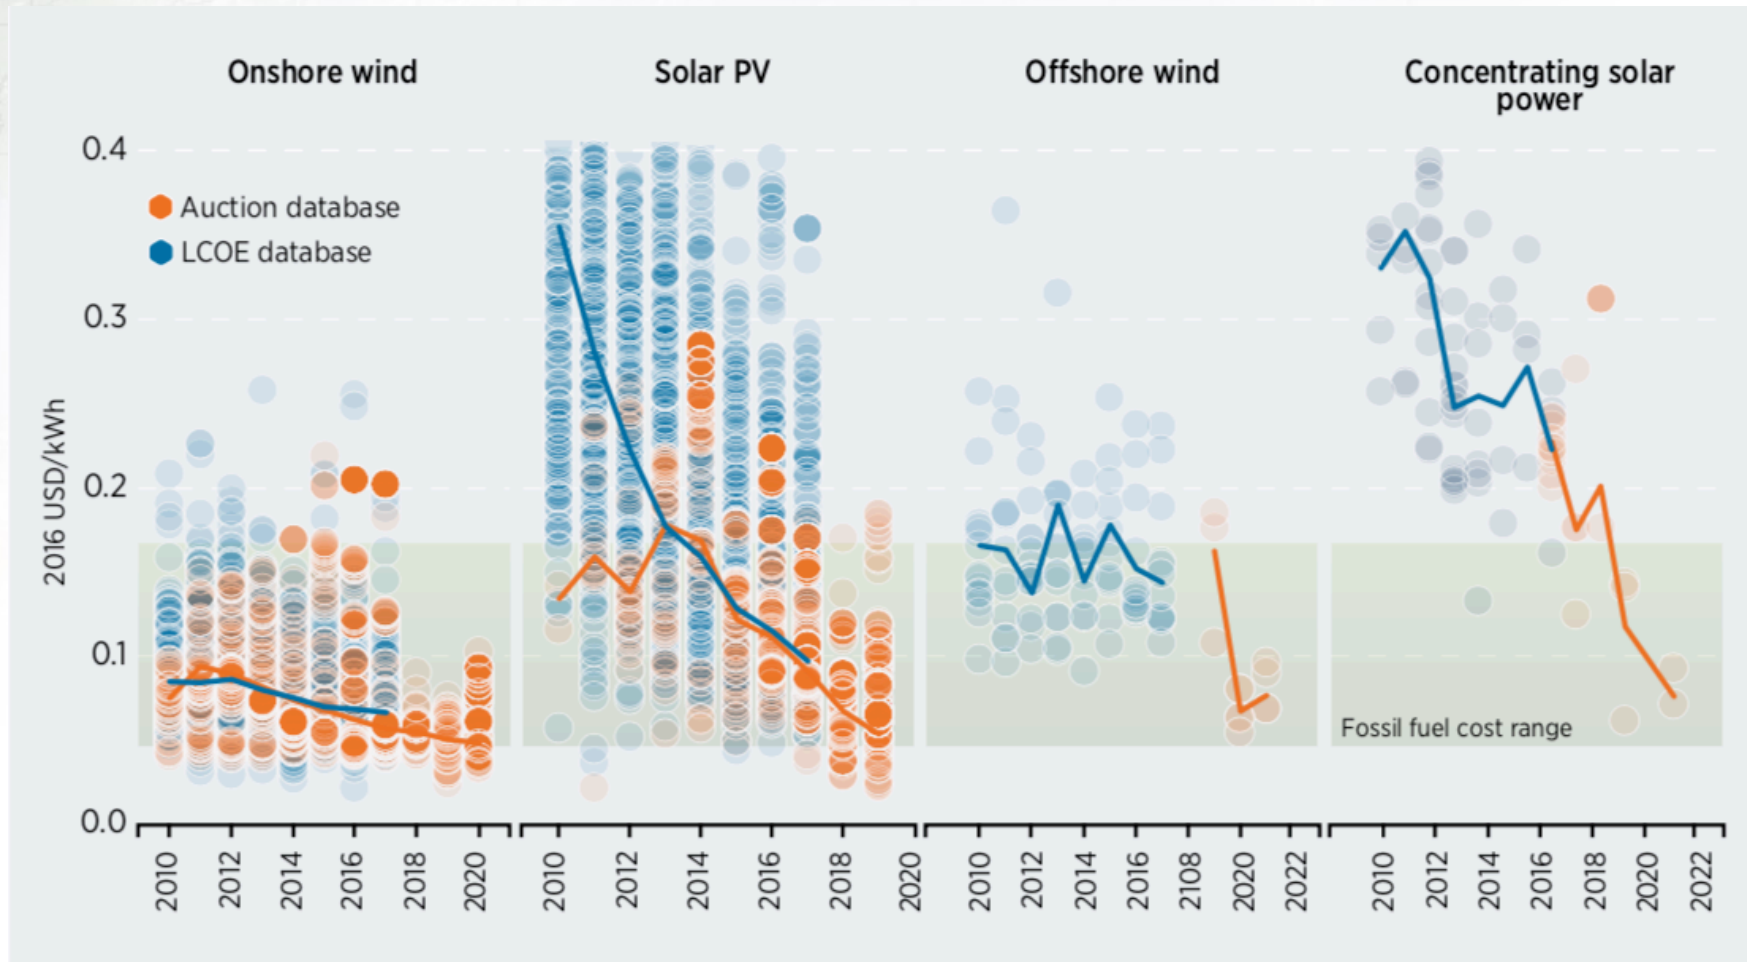 Onshore wind
Solar PV
Offshore wind
Concentrating solar
power
2016 USD/kWh
0.4
0.3
0.2
0.1
0.0
Auction database
LCOE database
Fossil fuel cost range
2010 2012 2014 2016 2018 2020
2010 2012 2014 2016 2018 2020
2010 2012 2014 2016 2108 2020 2022
2010 2012 2014 2016 2018 2020 2022